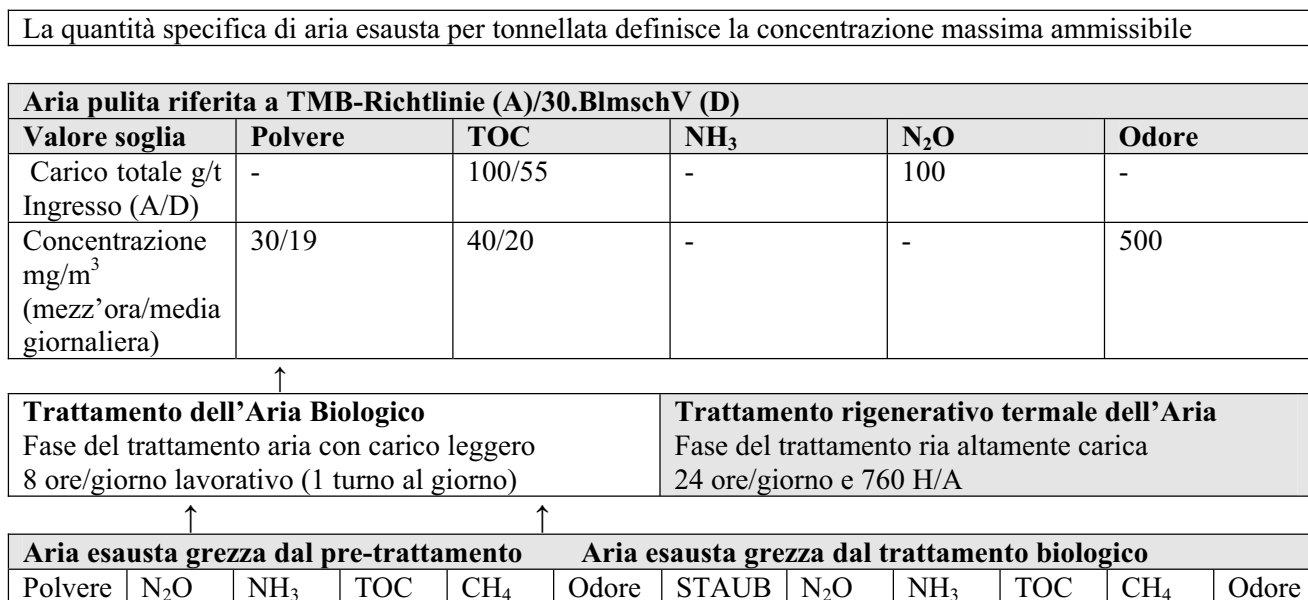 La quantità specifica di aria esausta per tonnellata definisce la concentrazione massima ammissibile
Aria pulita riferita a TMB-Richtlinie (A)/30.BlmschV (D)
Valore soglia Polvere TOC NH₃ N₂O Odore
Carico totale g/t - 100/55 - 100 -
Ingresso (A/D)
Concentrazione 30/19 40/20 - - 500
mg/m³
(mezz'ora/media
giornaliera)
↑
Trattamento dell'Aria Biologico Trattamento rigenerativo termale dell'Aria
Fase del trattamento aria con carico leggero Fase del trattamento ria altamente carica
8 ore/giorno lavorativo (1 turno al giorno) 24 ore/giorno e 760 H/A
↑ ↑
Aria esausta grezza dal pre-trattamento Aria esausta grezza dal trattamento biologico
Polvere N₂O NH₃ TOC CH₄ Odore STAUB N₂O NH₃ TOC CH₄ Odore